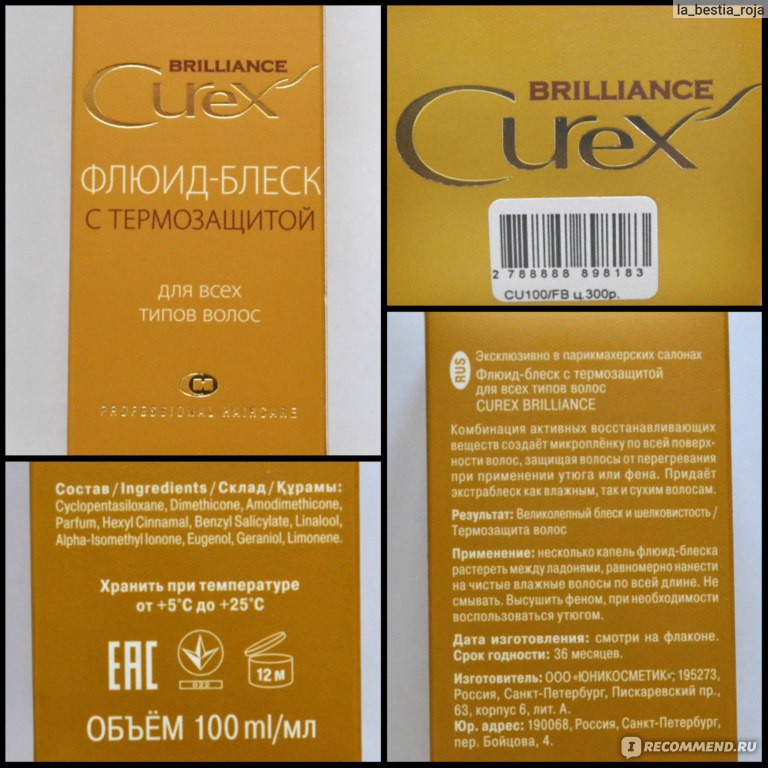 la_bestia_roja
BRILLIANCE
Curex
ФЛЮИД-БЛЕСК
С ТЕРМОЗАЩИТОЙ
ДЛЯ ВСЕХ
ТИПОВ ВОЛОС
PROFESSIONAL HAIRCARE
BRILLIANCE
Curex
2 788888 898183
CU100/FB ц.300р.
Состав/Ingredients/Склад/Құрамы:
Cyclopentasiloxane, Dimethicone, Amodimethicone,
Parfum, Hexyl Cinnamal, Benzyl Salicylate, Linalool,
Alpha-Isomethyl Ionone, Eugenol, Geraniol, Limonene.
Хранить при температуре
от +5°С до +25°С
EAC
022
12 М
ОБЪЁМ 100 ml/мл
RUS
Эксклюзивно в парикмахерских салонах
Флюид-блеск с термозащитой
для всех типов волос
CUREX BRILLIANCE
Комбинация активных восстанавливающих
веществ создаёт микроплёнку по всей поверх-
ности волос, защищая волосы от перегревания
при применении утюга или фена. Придаёт
экстраблеск как влажным, так и сухим волосам.
Результат: Великолепный блеск и шелковистость /
Термозащита волос
Применение: несколько капель флюид-блеска
растереть между ладонями, равномерно нанести
на чистые влажные волосы по всей длине. Не
смывать. Высушить феном, при необходимости
воспользоваться утюгом.
Дата изготовления: смотри на флаконе.
Срок годности: 36 месяцев.
Изготовитель: ООО «ЮНИКОСМЕТИК»; 195273,
Россия, Санкт-Петербург, Пискаревский пр.,
63, корпус 6, лит. А.
Юр. адрес: 190068, Россия, Санкт-Петербург,
пер. Бойцова, 4.
I RECOMMEND.RU